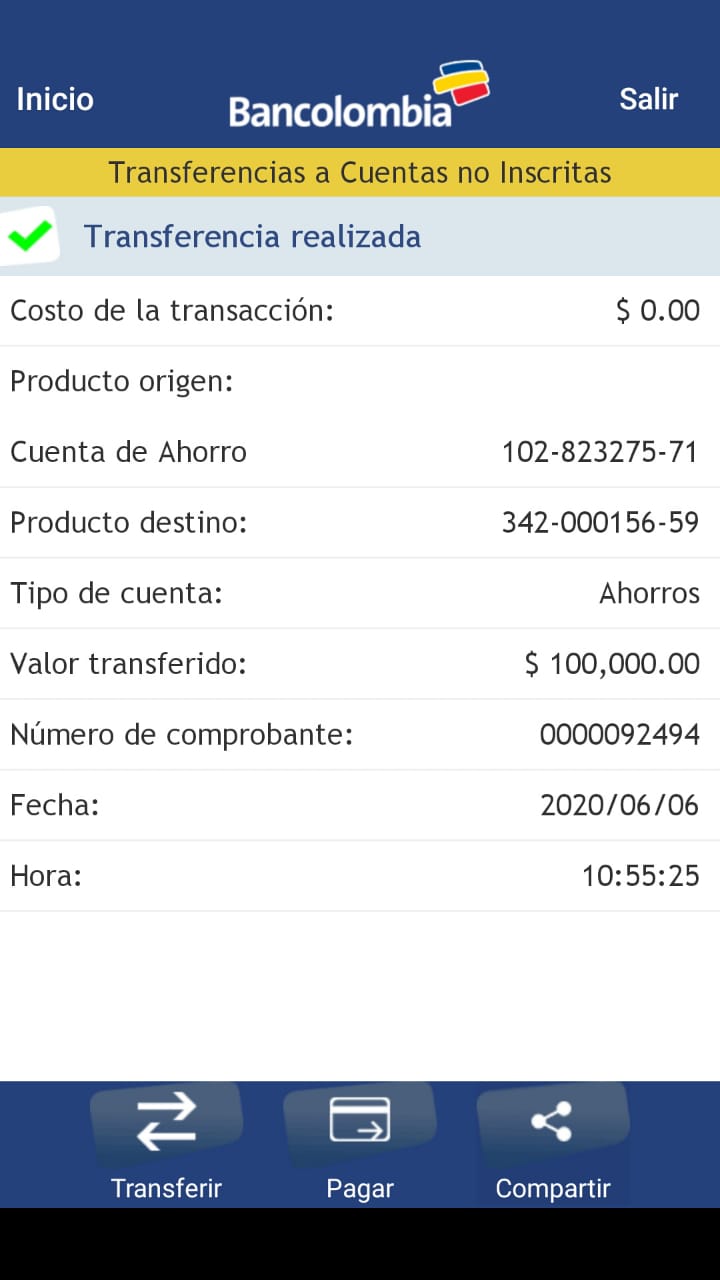 Inicio
Bancolombia
Salir
Transferencias a Cuentas no Inscritas
Transferencia realizada
Costo de la transacción: $ 0.00
Producto origen:
Cuenta de Ahorro 102-823275-71
Producto destino: 342-000156-59
Tipo de cuenta: Ahorros
Valor transferido: $ 100,000.00
Número de comprobante: 0000092494
Fecha: 2020/06/06
Hora: 10:55:25
Transferir Pagar Compartir